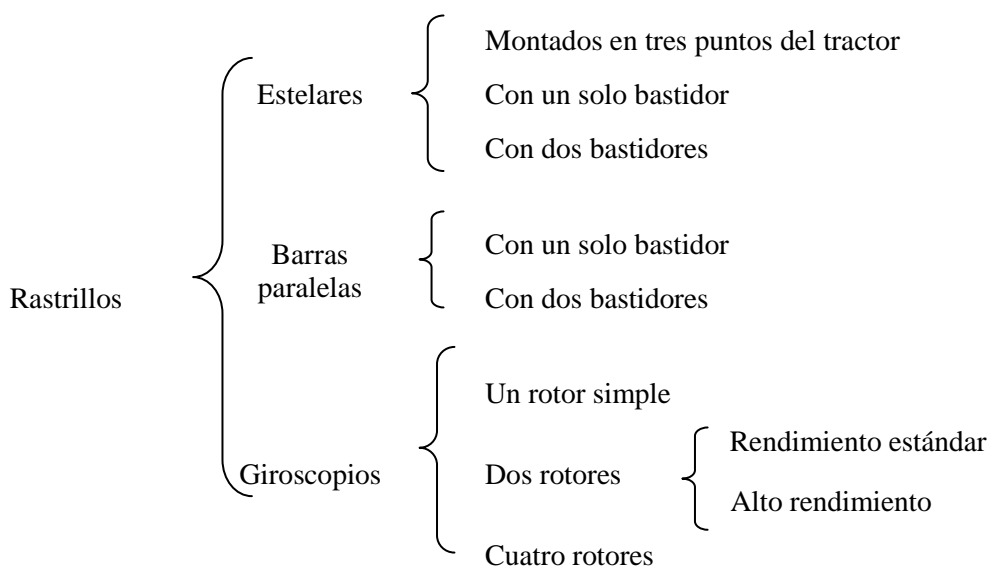 Rastrillos
Estelares
Montados en tres puntos del tractor
Con un solo bastidor
Con dos bastidores
Barras
paralelas
Con un solo bastidor
Con dos bastidores
Giroscopios
Un rotor simple
Dos rotores
Rendimiento estándar
Alto rendimiento
Cuatro rotores